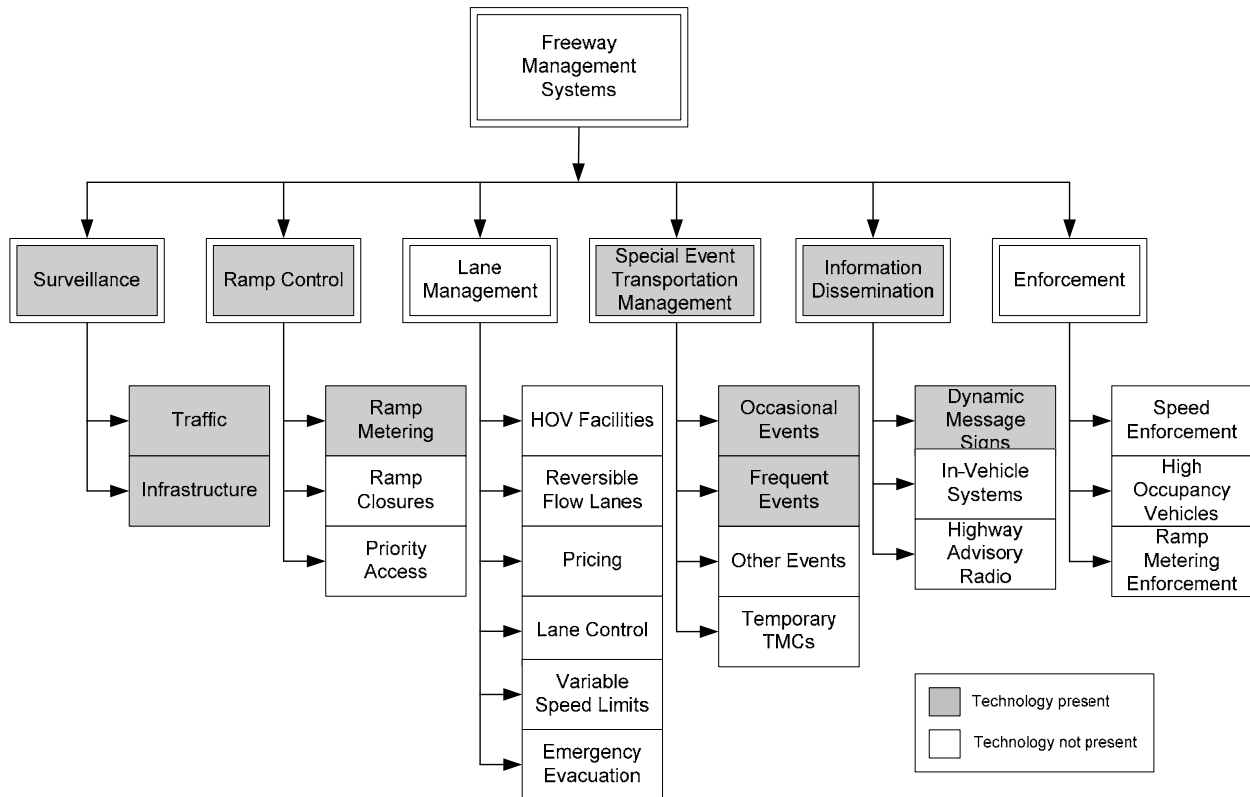 Freeway
Management
Systems
Surveillance
Ramp Control
Lane
Management
Special Event
Transportation
Management
Information
Dissemination
Enforcement
Traffic
Infrastructure
Ramp
Metering
Ramp
Closures
Priority
Access
HOV Facilities
Reversible
Flow Lanes
Pricing
Lane Control
Variable
Speed Limits
Emergency
Evacuation
Occasional
Events
Frequent
Events
Other Events
Temporary
TMCs
Dynamic
Message
Signs
In-Vehicle
Systems
Highway
Advisory
Radio
Speed
Enforcement
High
Occupancy
Vehicles
Ramp
Metering
Enforcement
Technology present
Technology not present